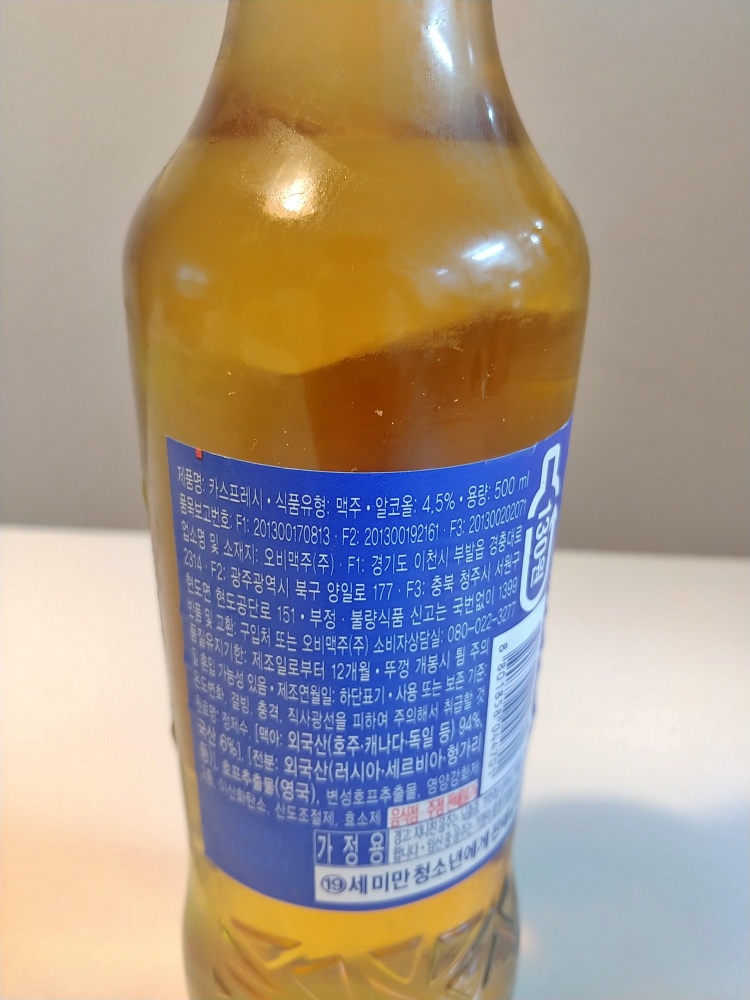 제품명: 카스프레시 • 식품유형: 맥주 • 알코올: 4.5% • 용량: 500 ml
품목보고번호: F1: 201300170813 · F2: 201300192161 · F3: 201300202071
업소명 및 소재지: 오비맥주(주) · F1: 경기도 이천시 부발읍 경충대로
2314 · F2: 광주광역시 북구 양일로 177 · F3: 충북 청주시 서원구
현도면 현도공단로 151 • 부정 · 불량식품 신고는 국번없이 1399
반품 및 교환: 구입처 또는 오비맥주(주) 소비자상담실: 080-022-3277
품질유지기한: 제조일로부터 12개월 • 뚜껑 개봉시 튐 주의
및 혼입 가능성 있음 • 제조연월일: 하단표기 • 사용 또는 보존 기준:
온도변화, 결빙, 충격, 직사광선을 피하여 주의해서 취급할 것
원료명: 정제수, [맥아: 외국산(호주·캐나다·독일 등) 94%,
국산 6%], [전분: 외국산(러시아·세르비아·헝가리
등)], 호프추출물(영국), 변성호프추출물, 영양강화제
이산화탄소, 산도조절제, 효소제
130원
가정용
⑲세미만 청소년에게